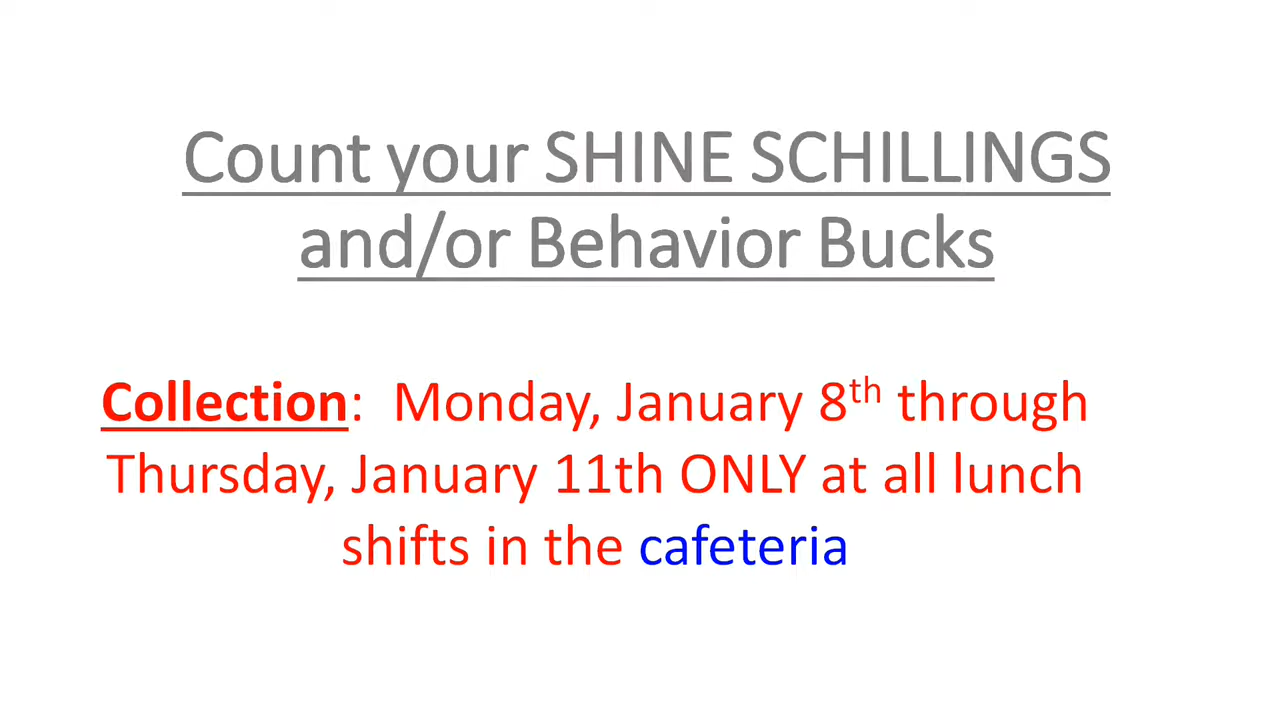 Count your SHINE SCHILLINGS
and/or Behavior Bucks
Collection:  Monday, January 8th through
Thursday, January 11th ONLY at all lunch
shifts in the cafeteria